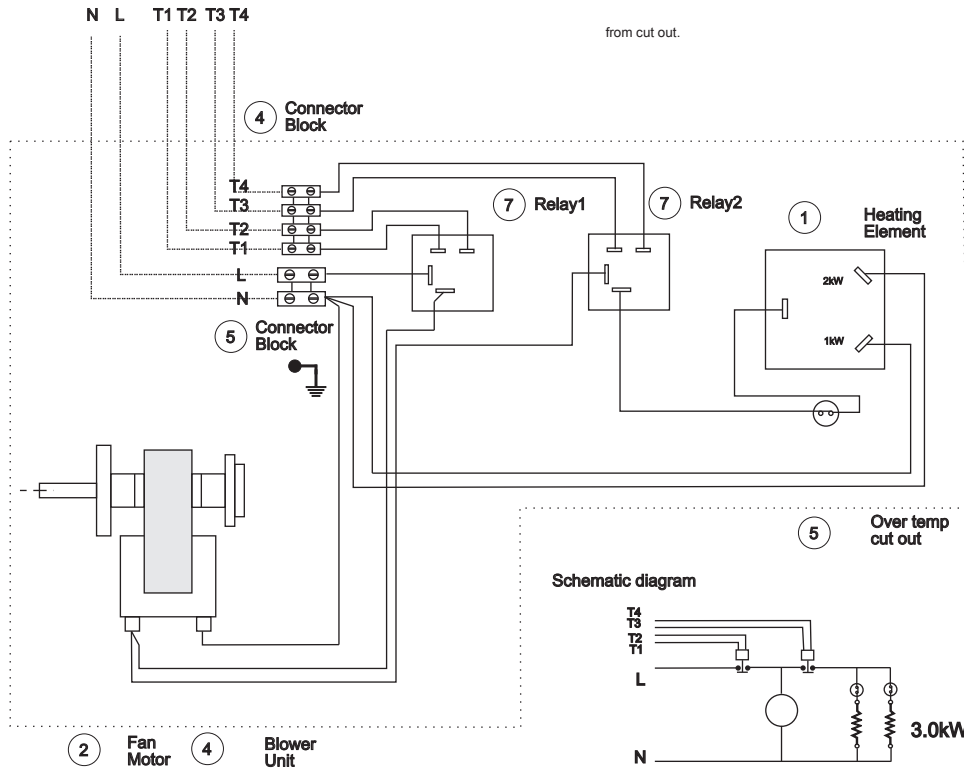 N L T1 T2 T3 T4
from cut out.
4 Connector
Block
T4
T3
T2
T1
L
N
7 Relay1
7 Relay2
1 Heating
Element
2kW
1kW
5 Connector
Block
5 Over temp
cut out
Schematic diagram
T4
T3
T2
T1
L
N
3.0kW
2 Fan
Motor
4 Blower
Unit